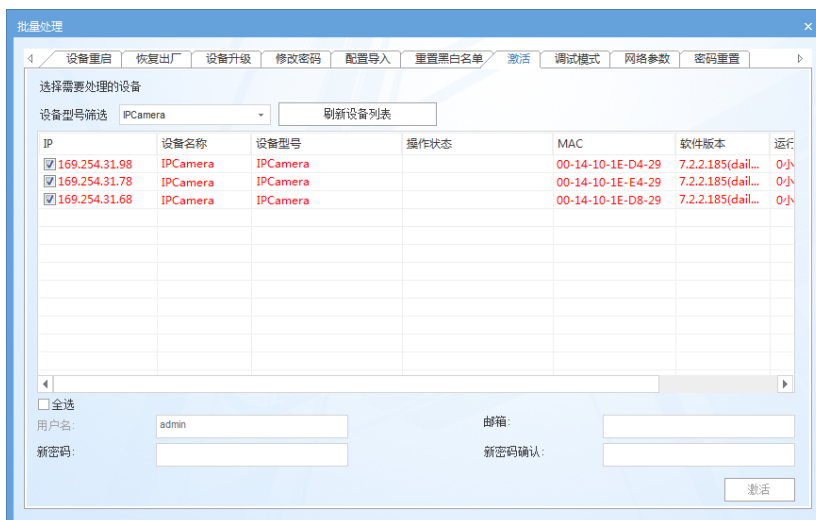 批量处理
设备重启 恢复出厂 设备升级 修改密码 配置导入 重置黑白名单 激活 调试模式 网络参数 密码重置
选择需要处理的设备
设备型号筛选 IPCamera 刷新设备列表
IP 设备名称 设备型号 操作状态 MAC 软件版本 运行
169.254.31.98 IPCamera IPCamera 00-14-10-1E-D4-29 7.2.2.185(dail... 0小
169.254.31.78 IPCamera IPCamera 00-14-10-1E-E4-29 7.2.2.185(dail... 0小
169.254.31.68 IPCamera IPCamera 00-14-10-1E-D8-29 7.2.2.185(dail... 0小
全选
用户名: admin 邮箱:
新密码: 新密码确认:
激活